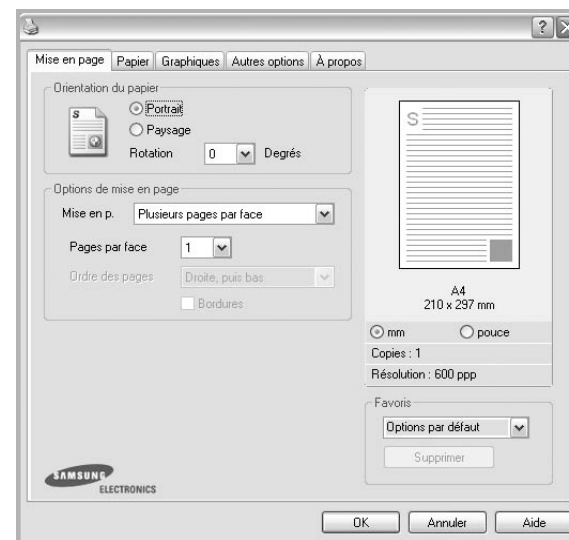 Mise en page Papier Graphiques Autres options À propos
Orientation du papier
S
Portrait
Paysage
Rotation 0 Degrés
Options de mise en page
Mise en p. Plusieurs pages par face
Pages par face 1
Ordre des pages Droite, puis bas
Bordures
S
A4
210 x 297 mm
mm pouce
Copies : 1
Résolution : 600 ppp
Favoris
Options par défaut
Supprimer
SAMSUNG
ELECTRONICS
OK Annuler Aide